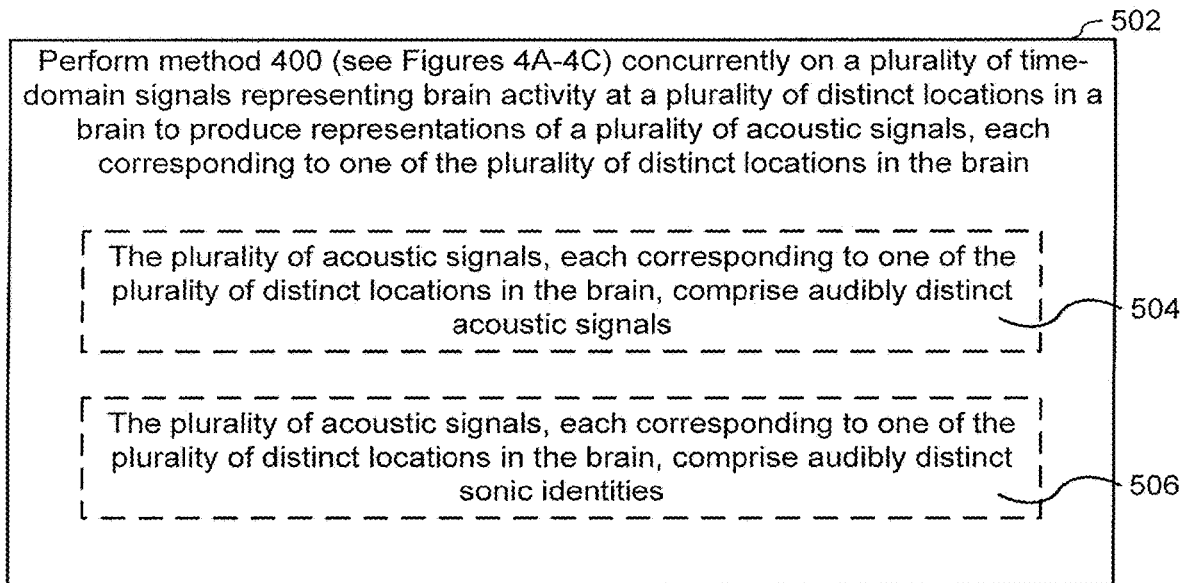 502
Perform method 400 (see Figures 4A-4C) concurrently on a plurality of time-
domain signals representing brain activity at a plurality of distinct locations in a
brain to produce representations of a plurality of acoustic signals, each
corresponding to one of the plurality of distinct locations in the brain
The plurality of acoustic signals, each corresponding to one of the
plurality of distinct locations in the brain, comprise audibly distinct
acoustic signals
504
The plurality of acoustic signals, each corresponding to one of the
plurality of distinct locations in the brain, comprise audibly distinct
sonic identities
506